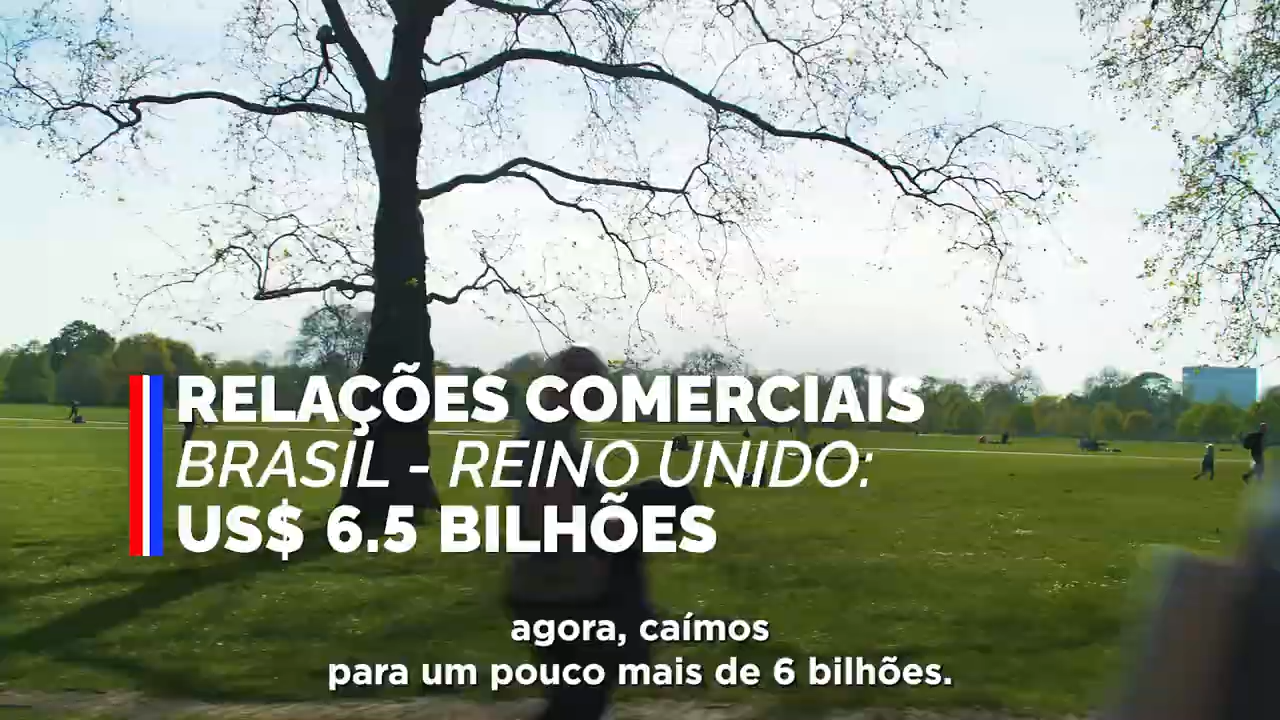 RELAÇÕES COMERCIAIS
BRASIL - REINO UNIDO:
US$ 6.5 BILHÕES
agora, caímos
para um pouco mais de 6 bilhões.